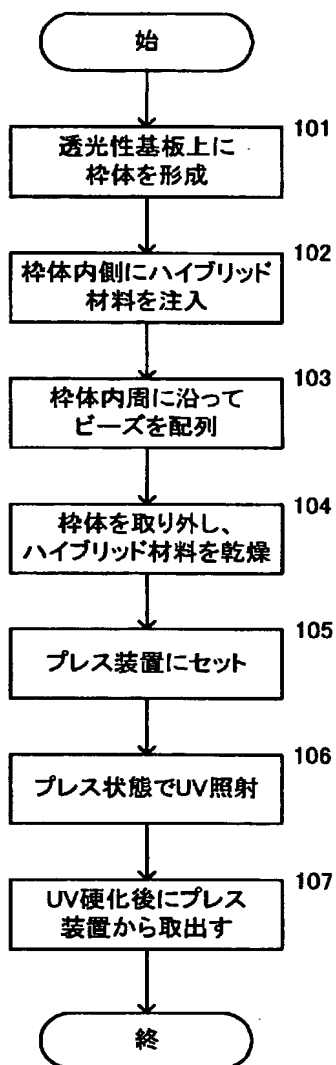 始
101
透光性基板上に
枠体を形成
102
枠体内側にハイブリッド
材料を注入
103
枠体内周に沿って
ビーズを配列
104
枠体を取り外し、
ハイブリッド材料を乾燥
105
プレス装置にセット
106
プレス状態でUV照射
107
UV硬化後にプレス
装置から取出す
終